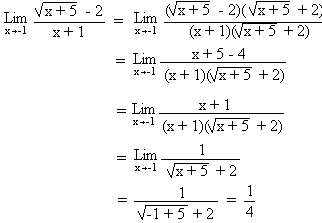 Lim x→-1 (√(x+5) - 2)/(x+1) = Lim x→-1 ((√(x+5) - 2)(√(x+5) + 2))/((x+1)(√(x+5) + 2))
= Lim x→-1 (x+5-4)/((x+1)(√(x+5) + 2))
= Lim x→-1 (x+1)/((x+1)(√(x+5) + 2))
= Lim x→-1 1/(√(x+5) + 2)
= 1/(√(-1+5) + 2) = 1/4